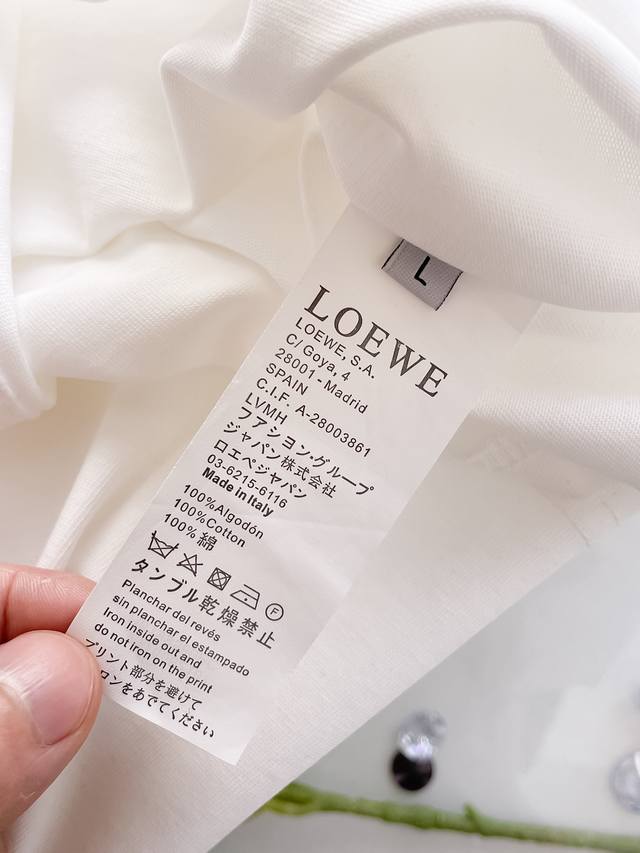 L
LOEWE
LOEWE, S.A.
C/ Goya, 4
28001 - Madrid
SPAIN
C.I.F. A-28003861
LVMH
ファション・グループ
ジャパン株式会社
ロエベジャパン
03-6215-6116
Made in Italy
100%Algodón
100%Cotton
100% 綿
F
タンブル乾燥禁止
Planchar del revés
sin planchar el estampado
Iron inside out and
do not iron on the print
プリント部分を避けて
ロンをあでてください